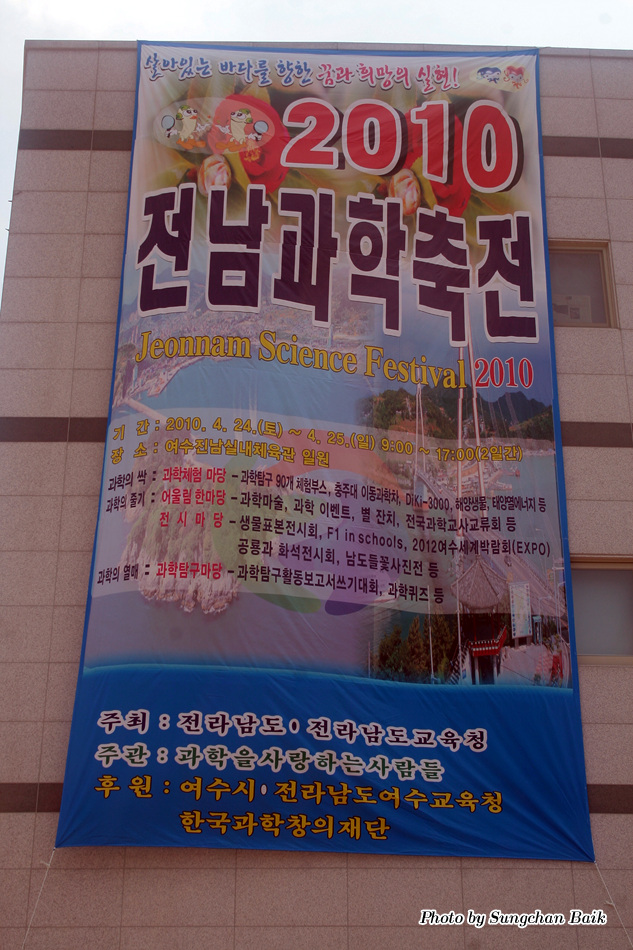 살아있는 바다를 향한 꿈과 희망의 실현!
2010
전남과학축전
Jeonnam Science Festival 2010
기 간 : 2010. 4. 24.(토) ~ 4. 25.(일) 9:00 ~ 17:00(2일간)
장 소 : 여수전남실내체육관 일원
과학의 싹 : 과학체험 마당 - 과학탐구 90개 체험부스, 충주대 이동과학차, DiKi-3000, 해양생물, 태양열에너지 등
과학의 줄기 : 어울림 한마당 - 과학마술, 과학 이벤트, 별 잔치, 전국과학교사교류회 등
전 시 마 당 - 생물표본전시회, F1 in schools, 2012여수세계박람회(EXPO)
공룡과 화석전시회, 남도들꽃사진전 등
과학의 열매 : 과학탐구마당 - 과학탐구활동보고서쓰기대회, 과학퀴즈 등
주최 : 전라남도 • 전라남도교육청
주관 : 과학을사랑하는사람들
후 원 : 여수시 • 전라남도여수교육청
한국과학창의재단
Photo by Sungchan Baik